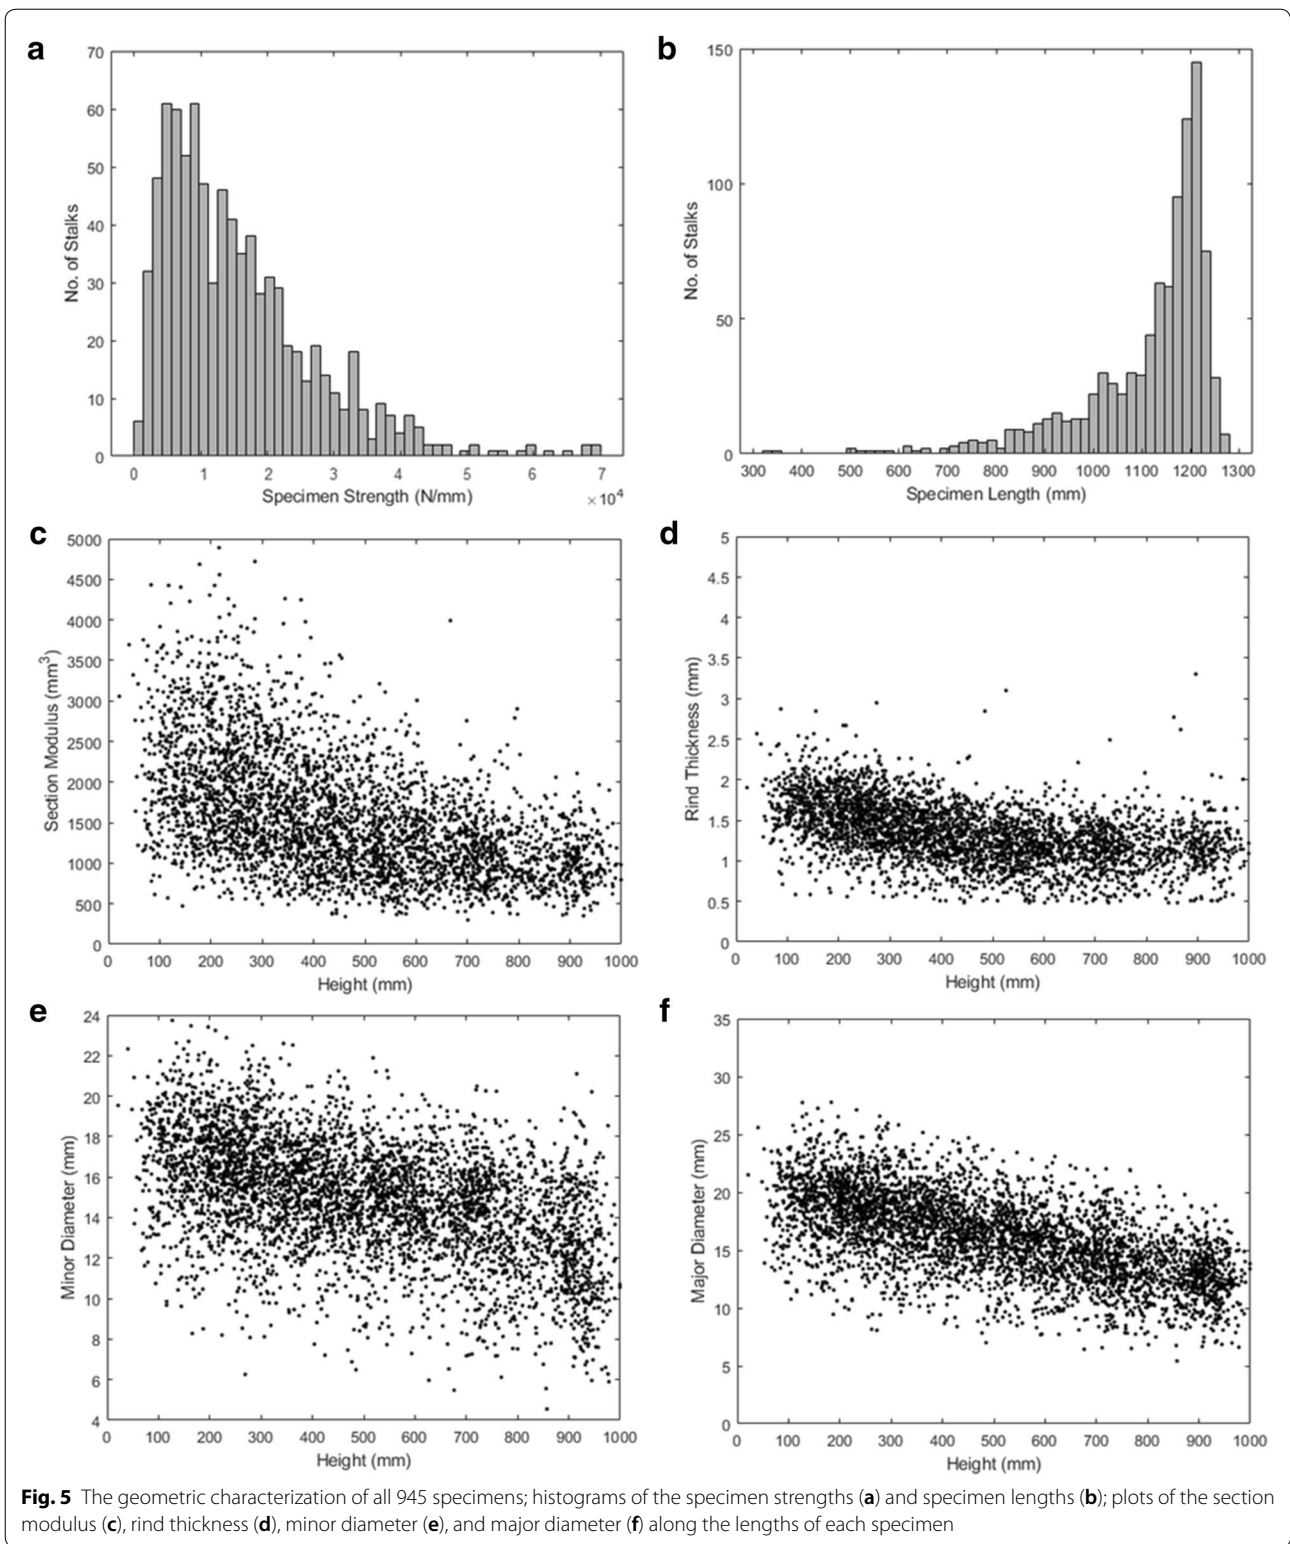 a
70
60
50
40
30
20
10
0
No. of Stalks
0 1 2 3 4 5 6 7
Specimen Strength (N/mm)
×10⁴
b
150
100
50
0
No. of Stalks
300 400 500 600 700 800 900 1000 1100 1200 1300
Specimen Length (mm)
c
5000
4500
4000
3500
3000
2500
2000
1500
1000
500
0
Section Modulus (mm³)
0 100 200 300 400 500 600 700 800 900 1000
Height (mm)
d
5
4.5
4
3.5
3
2.5
2
1.5
1
0.5
0
Rind Thickness (mm)
0 100 200 300 400 500 600 700 800 900 1000
Height (mm)
e
24
22
20
18
16
14
12
10
8
6
4
Minor Diameter (mm)
0 100 200 300 400 500 600 700 800 900 1000
Height (mm)
f
35
30
25
20
15
10
5
0
Major Diameter (mm)
0 100 200 300 400 500 600 700 800 900 1000
Height (mm)
Fig. 5 The geometric characterization of all 945 specimens; histograms of the specimen strengths (a) and specimen lengths (b); plots of the section
modulus (c), rind thickness (d), minor diameter (e), and major diameter (f) along the lengths of each specimen